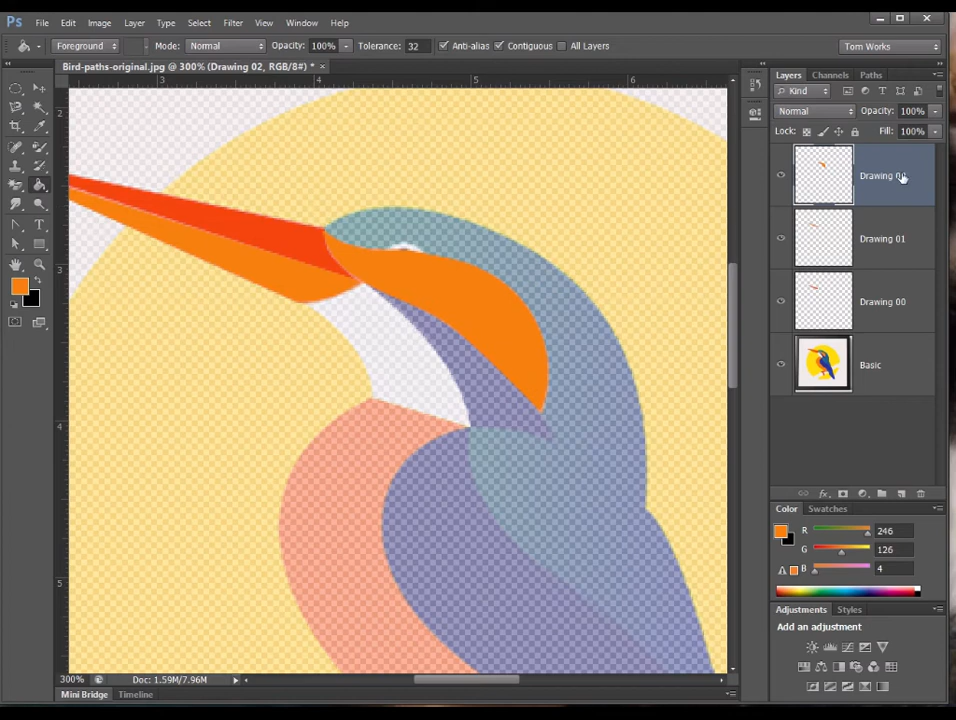 Ps File Edit Image Layer Type Select Filter View Window Help
Foreground Mode: Normal Opacity: 100% Tolerance: 32 Anti-alias Contiguous All Layers Tom Works
Bird-paths-original.jpg @ 300% (Drawing 02, RGB/8#) * ×
3 4 5 6
2
3
4
5
Layers Channels Paths
Kind
Normal Opacity: 100%
Lock: Fill: 100%
Drawing
Drawing 01
Drawing 00
Basic
fx
Color Swatches
R 246
G 126
B 4
Adjustments Styles
Add an adjustment
300% Doc: 1.59M/7.96M
Mini Bridge Timeline